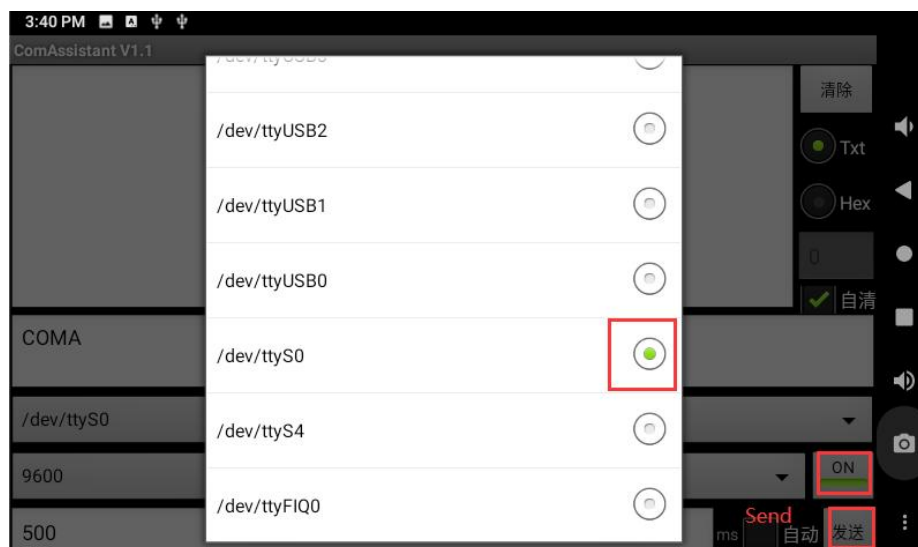 3:40 PM
ComAssistant V1.1
清除
/dev/ttyUSB2
Txt
/dev/ttyUSB1
Hex
/dev/ttyUSB0
0
自清
COMA
/dev/ttyS0
/dev/ttyS0
/dev/ttyS4
9600
ON
/dev/ttyFIQ0
Send
500
ms
自动
发送